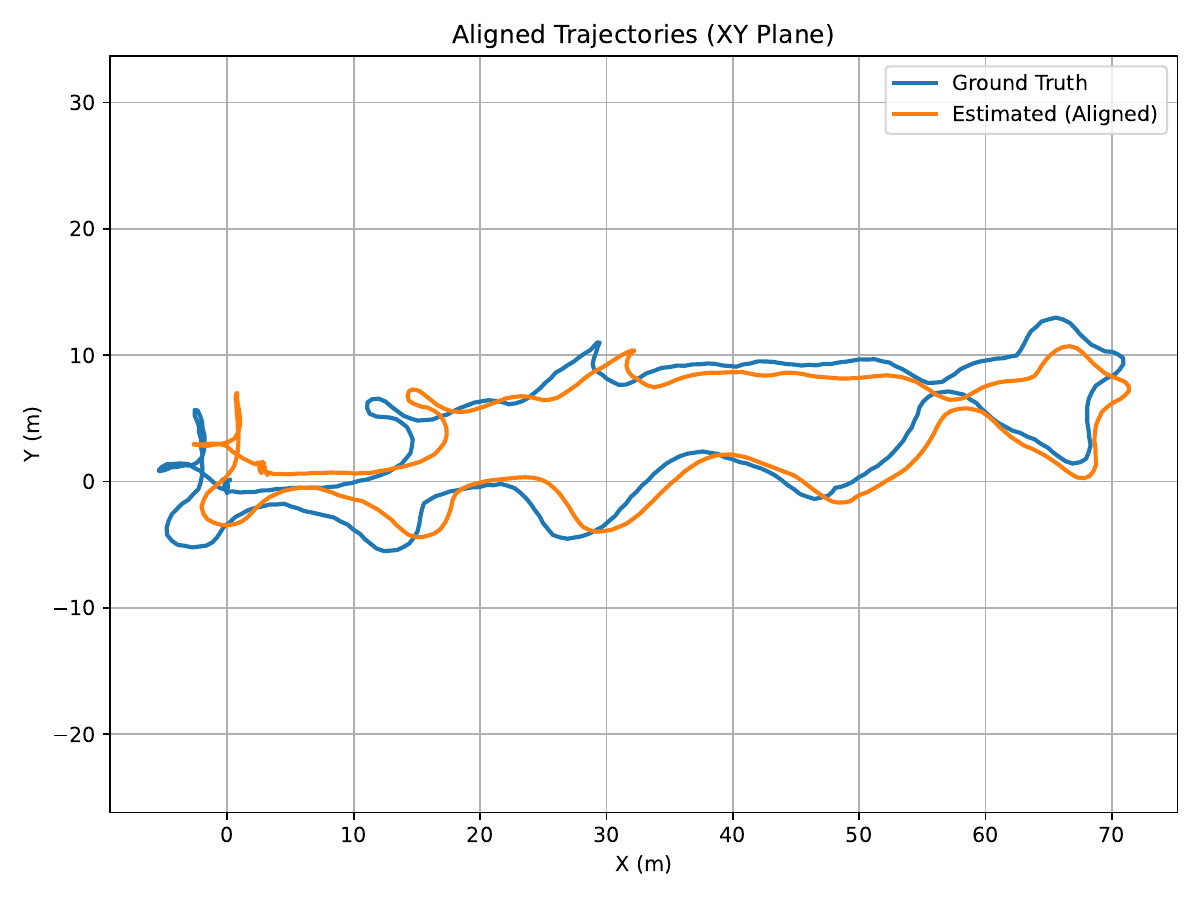 Aligned Trajectories (XY Plane)
Ground Truth
Estimated (Aligned)
30
20
10
0
−10
−20
Y (m)
0 10 20 30 40 50 60 70
X (m)